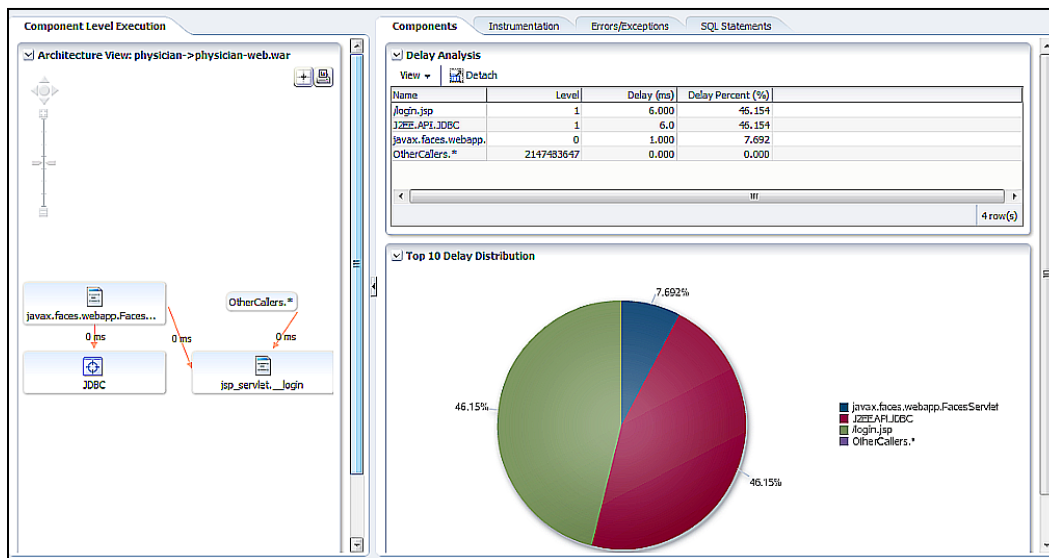 Component Level Execution
Architecture View: physician->physician-web.war
javax.faces.webapp.Faces...
OtherCallers.*
0 ms
0 ms
0 ms
JDBC
jsp_servlet.__login
Components
Instrumentation
Errors/Exceptions
SQL Statements
Delay Analysis
View
Detach
Name Level Delay (ms) Delay Percent (%)
/login.jsp 1 6.000 46.154
J2EE.API.JDBC 1 6.0 46.154
javax.faces.webapp. 0 1.000 7.692
OtherCallers.* 2147483647 0.000 0.000
4 row(s)
Top 10 Delay Distribution
7.692%
46.15%
46.15%
javax.faces.webapp.FacesServlet
J2EE.API.JDBC
/login.jsp
OtherCallers.*